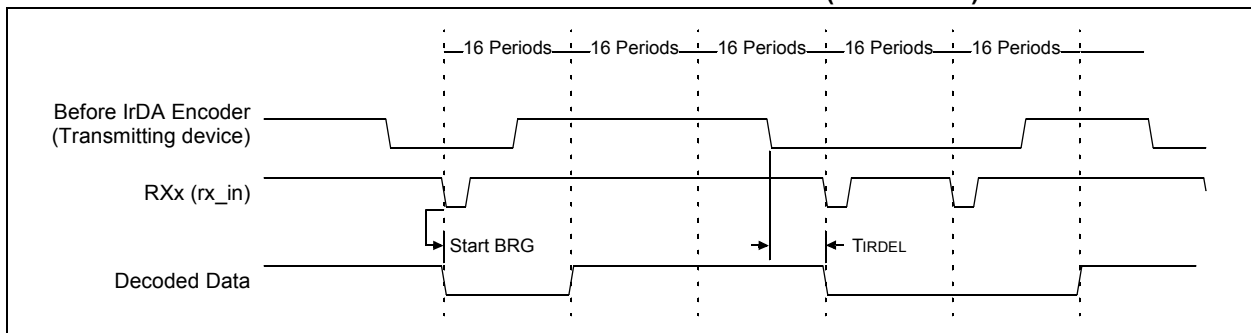 16 Periods 16 Periods 16 Periods 16 Periods 16 Periods
Before IrDA Encoder
(Transmitting device)
RXx (rx_in)
Start BRG
TIRDEL
Decoded Data